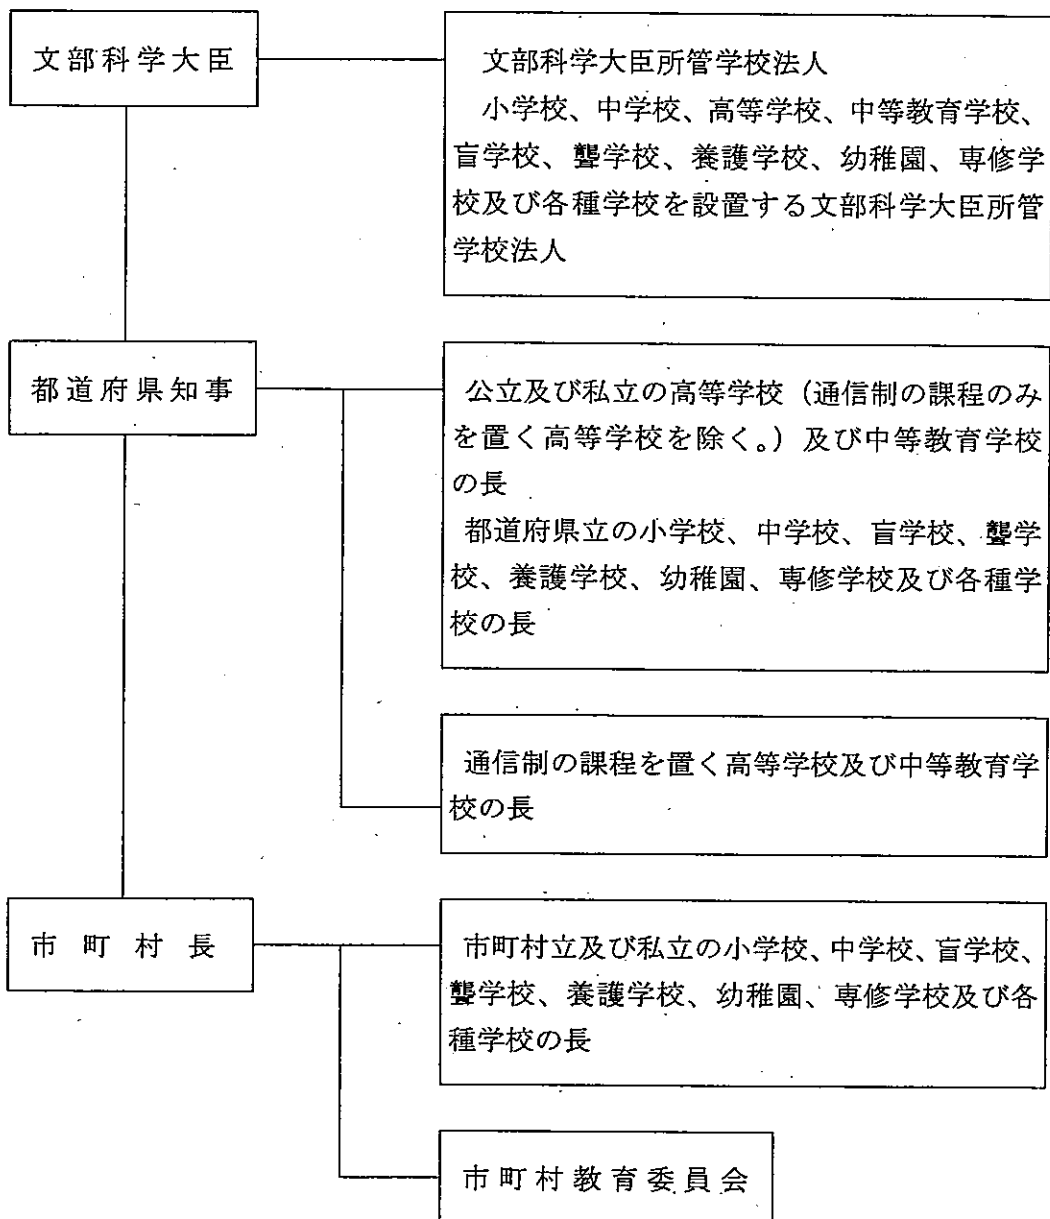 文部科学大臣
文部科学大臣所管学校法人
小学校、中学校、高等学校、中等教育学校、
盲学校、聾学校、養護学校、幼稚園、専修学
校及び各種学校を設置する文部科学大臣所管
学校法人
都道府県知事
公立及び私立の高等学校（通信制の課程のみ
を置く高等学校を除く。）及び中等教育学校
の長
都道府県立の小学校、中学校、盲学校、聾学
校、養護学校、幼稚園、専修学校及び各種学
校の長
通信制の課程を置く高等学校及び中等教育学
校の長
市町村長
市町村立及び私立の小学校、中学校、盲学校、
聾学校、養護学校、幼稚園、専修学校及び各
種学校の長
市町村教育委員会